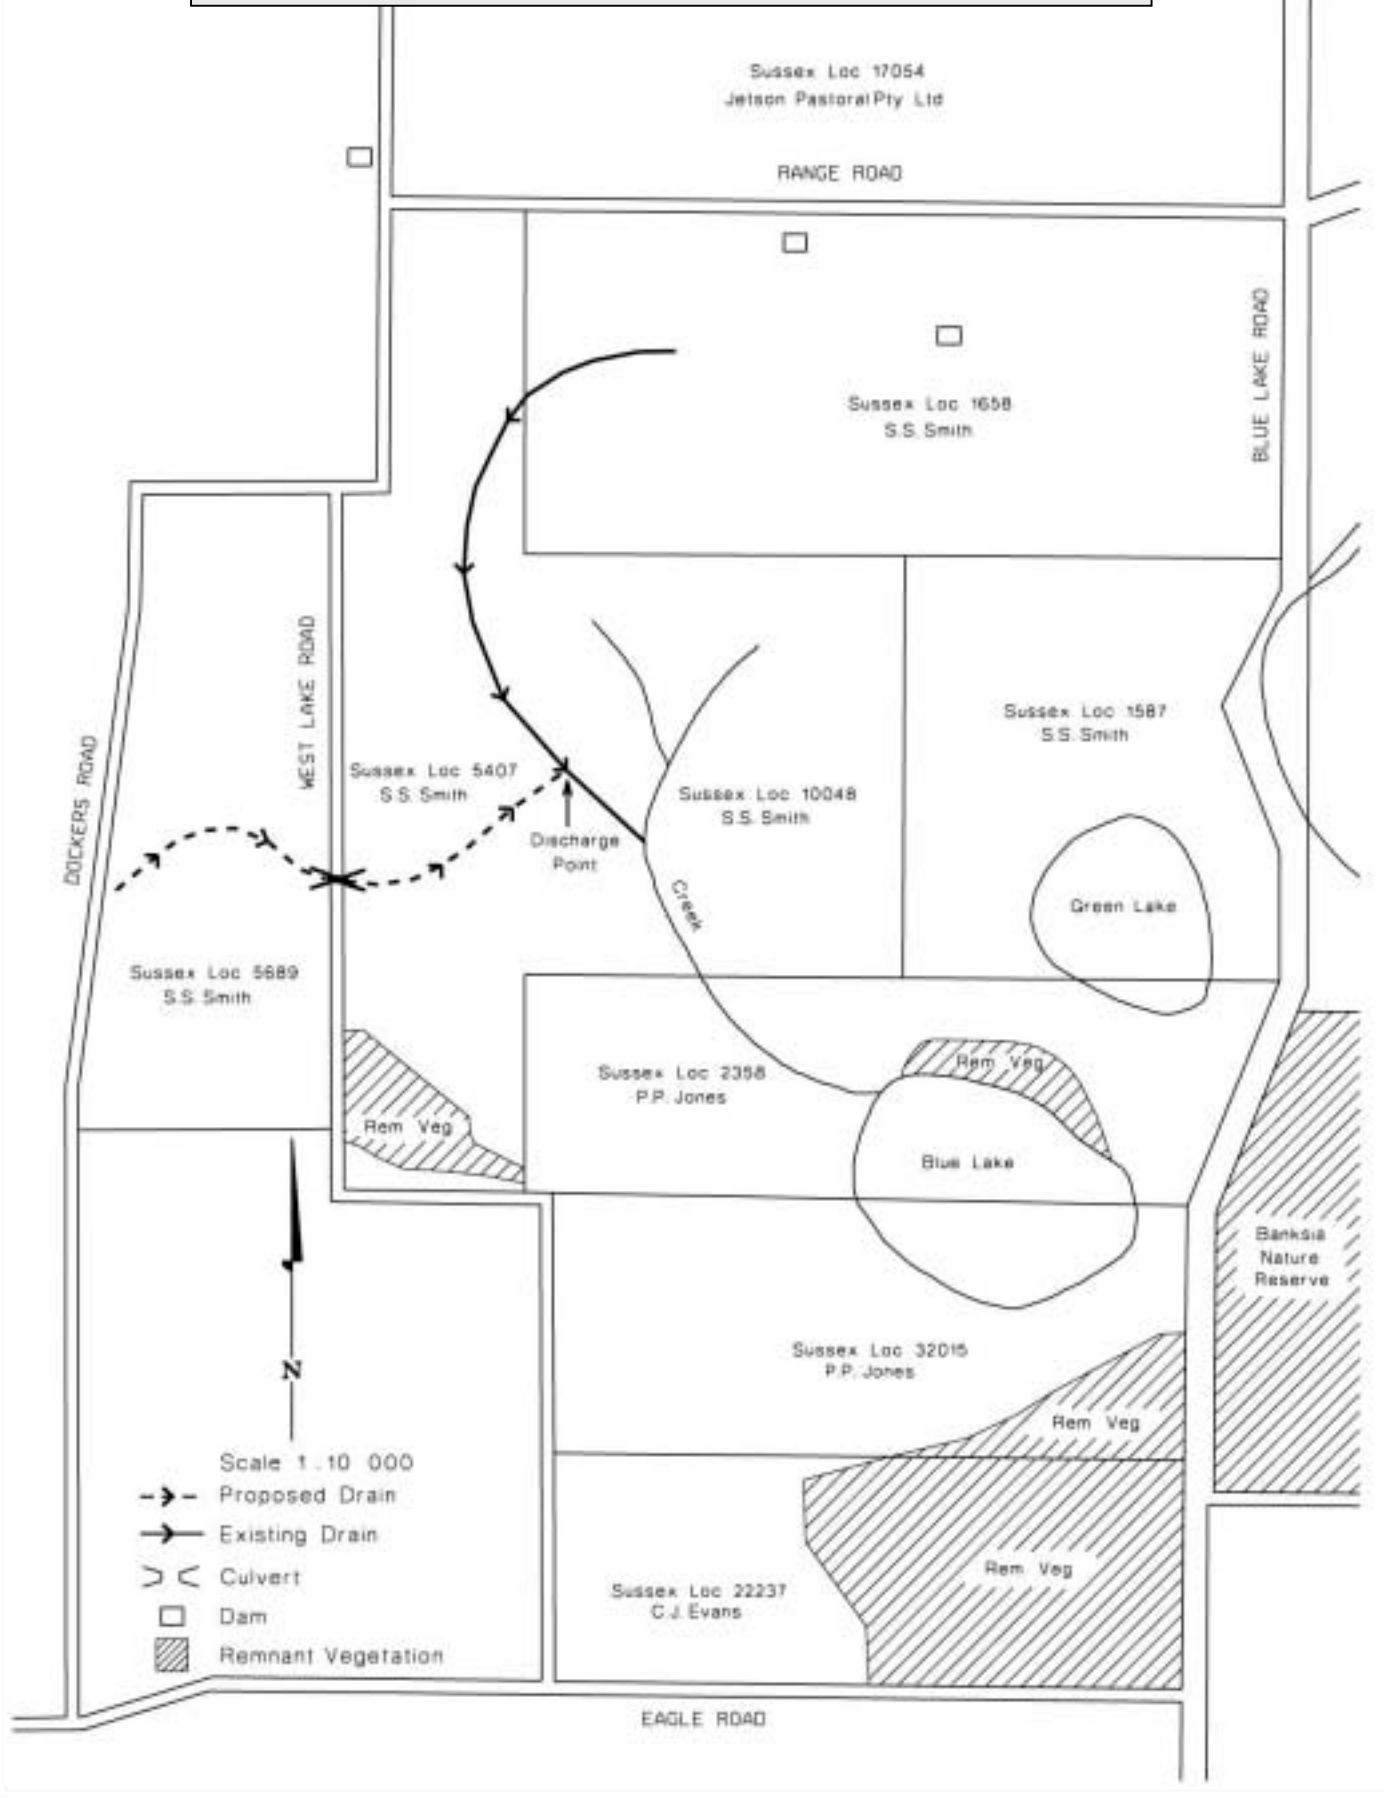 Sussex Loc 17054
Jetson Pastoral Pty Ltd
RANGE ROAD
BLUE LAKE ROAD
Sussex Loc 1658
S.S. Smith
WEST LAKE ROAD
DOCKERS ROAD
Sussex Loc 1587
S.S. Smith
Sussex Loc 5407
S.S. Smith
Sussex Loc 10048
S.S. Smith
Discharge
Point
Creek
Green Lake
Sussex Loc 5689
S.S. Smith
Rem Veg
Sussex Loc 2358
P.P. Jones
Rem Veg
Blue Lake
Banksia
Nature
Reserve
Sussex Loc 32015
P.P. Jones
N
Rem Veg
Scale 1:10 000
Proposed Drain
Existing Drain
Culvert
Dam
Remnant Vegetation
Rem Veg
Sussex Loc 22237
C.J. Evans
EAGLE ROAD